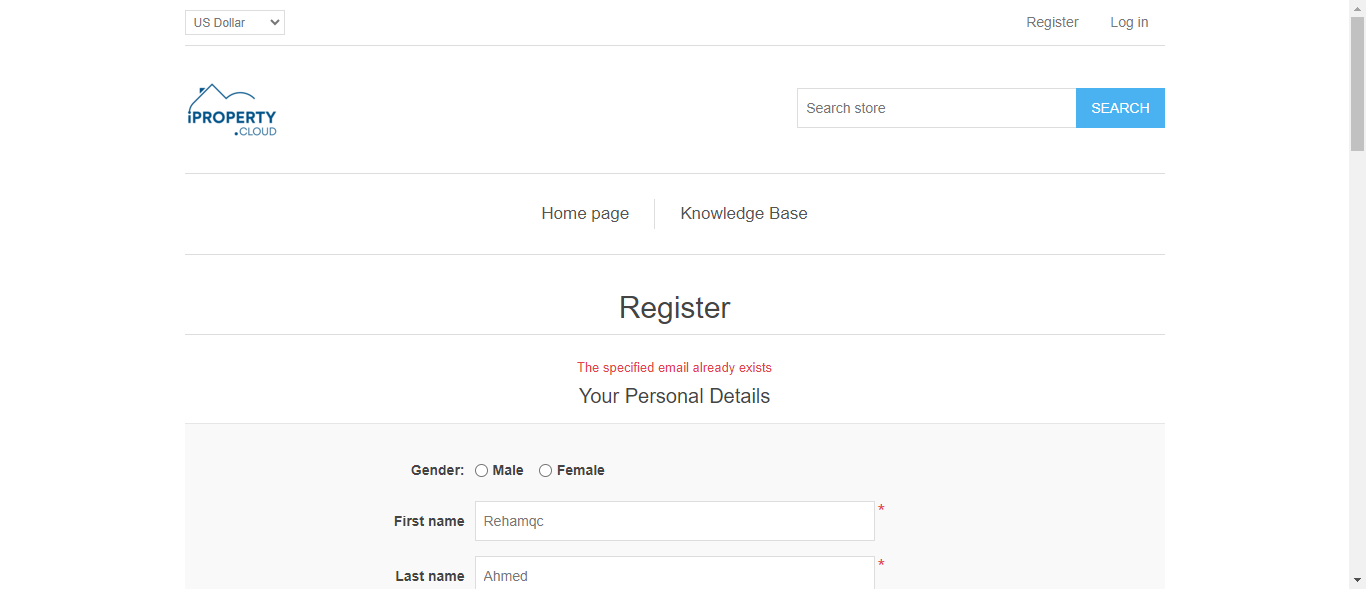 US Dollar Register Log in
iPROPERTY
.CLOUD
Search store SEARCH
Home page Knowledge Base
Register
The specified email already exists
Your Personal Details
Gender: Male Female
First name Rehamqc *
Last name Ahmed *